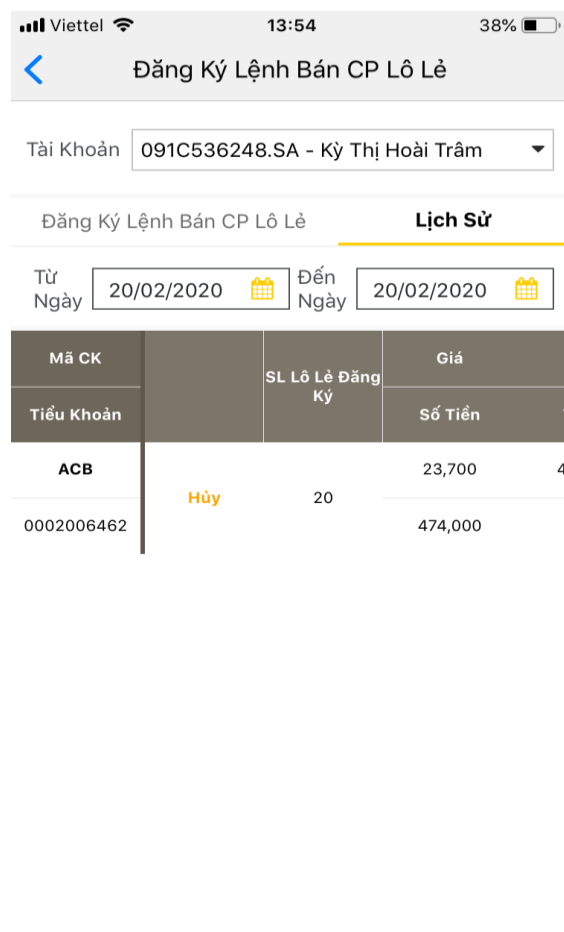 Viettel 13:54 38%
Đăng Ký Lệnh Bán CP Lô Lẻ
Tài Khoản 091C536248.SA - Kỳ Thị Hoài Trâm
Đăng Ký Lệnh Bán CP Lô Lẻ Lịch Sử
Từ Ngày 20/02/2020 Đến Ngày 20/02/2020
Mã CK SL Lô Lẻ Đăng Ký Giá
Tiểu Khoản Số Tiền
ACB Hủy 20 23,700
0002006462 474,000